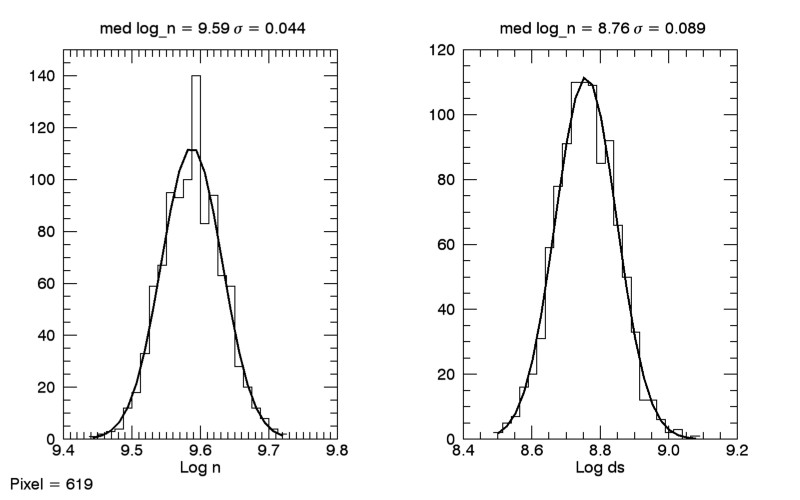 med log_n = 9.59 σ = 0.044
140
120
100
80
60
40
20
0
9.4 9.5 9.6 9.7 9.8
Log n
med log_n = 8.76 σ = 0.089
120
100
80
60
40
20
0
8.4 8.6 8.8 9.0 9.2
Log ds
Pixel = 619